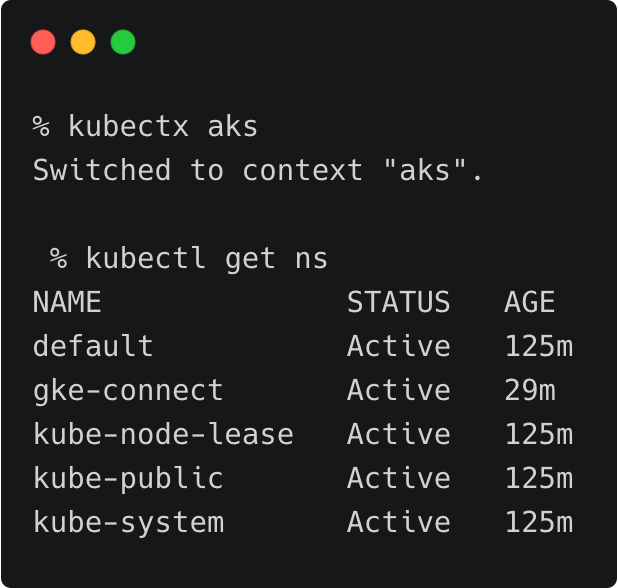 % kubectx aks
Switched to context "aks".
% kubectl get ns
NAME STATUS AGE
default Active 125m
gke-connect Active 29m
kube-node-lease Active 125m
kube-public Active 125m
kube-system Active 125m